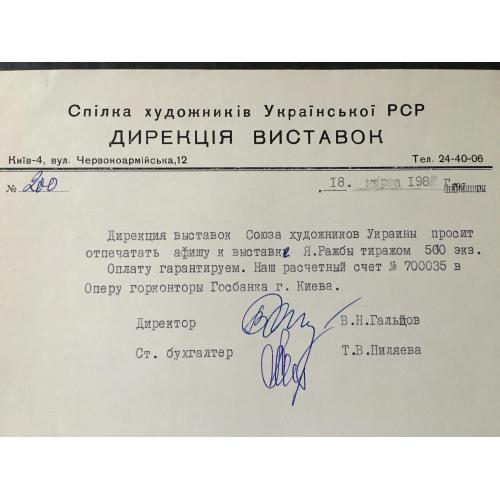 Спілка художників Української РСР
ДИРЕКЦІЯ ВИСТАВОК
Київ-4, вул. Червоноармійська,12 Тел. 24-40-06
№ 200 18. марта 198 г.
Дирекция выставок Союза художников Украины просит
отпечатать афишу к выставке Я.Ражбы тиражом 500 экз.
Оплату гарантируем. Наш расчетный счет № 700035 в
Оперу горконторы Госбанка г. Киева.
Директор В.Н.Гальцов
Ст. бухгалтер Т.В.Пиляева